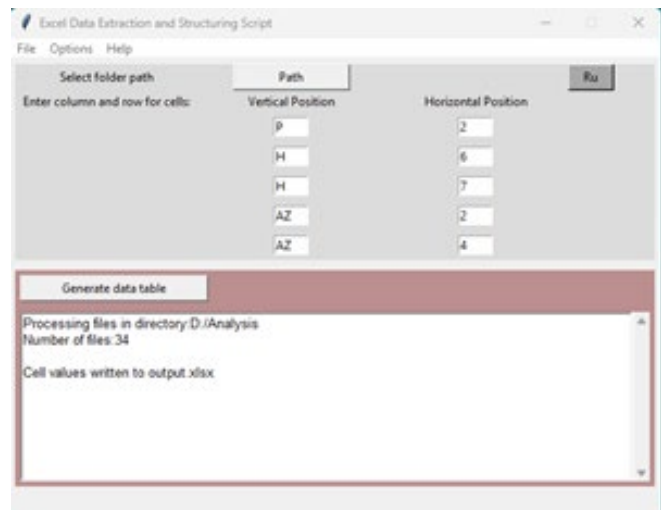 Excel Data Extraction and Structuring Script
File Options Help
Select folder path Path Ru
Enter column and row for cells: Vertical Position Horizontal Position
P 2
H 6
H 7
AZ 2
AZ 4
Generate data table
Processing files in directory:D:/Analysis
Number of files:34
Cell values written to output.xlsx